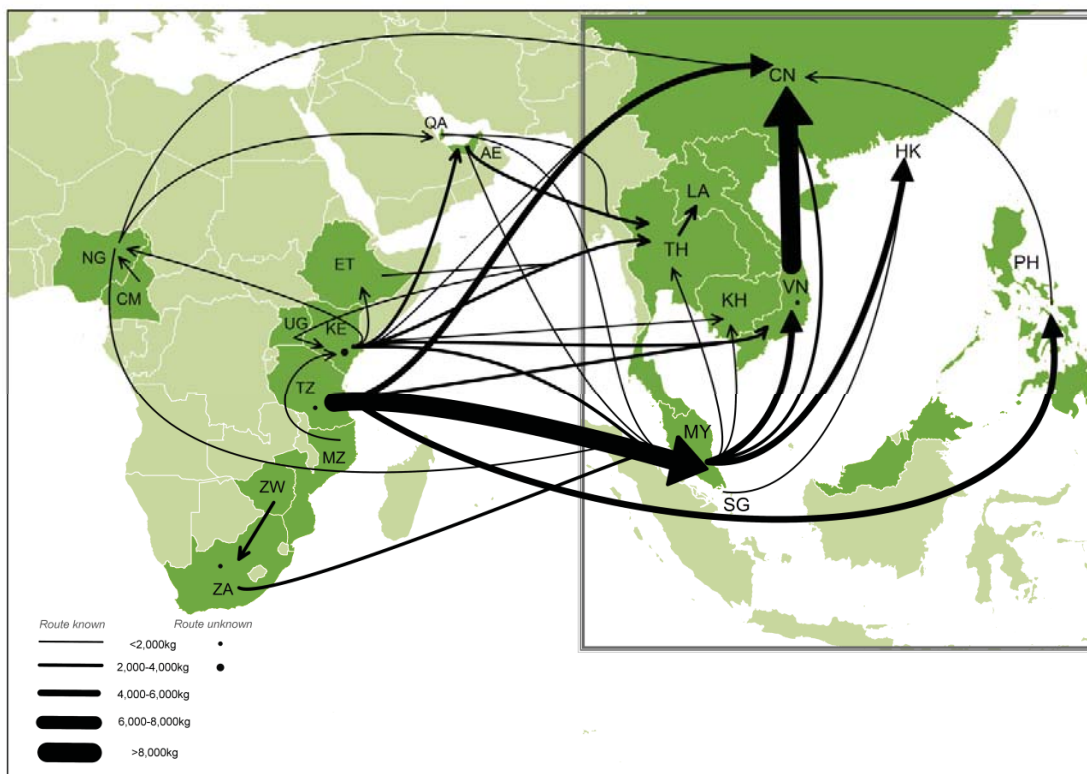 CN
QA
AE
HK
LA
NG
ET
TH
PH
CM
UG
KE
KH
VN
TZ
MY
MZ
ZW
SG
ZA
Route known
Route unknown
<2,000kg
2,000-4,000kg
4,000-6,000kg
6,000-8,000kg
>8,000kg